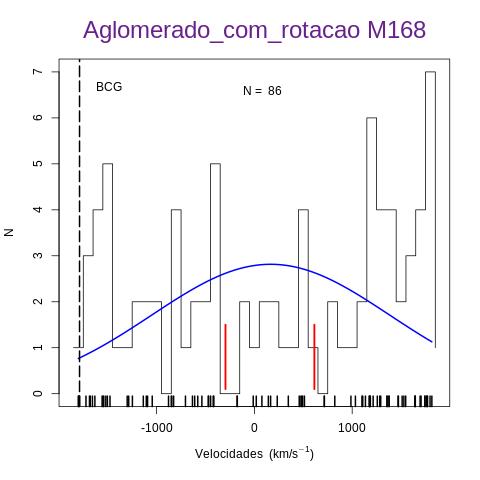 Aglomerado_com_rotacao M168
BCG
N = 86
N
7
6
5
4
3
2
1
0
-1000 0 1000
Velocidades (km/s⁻¹)